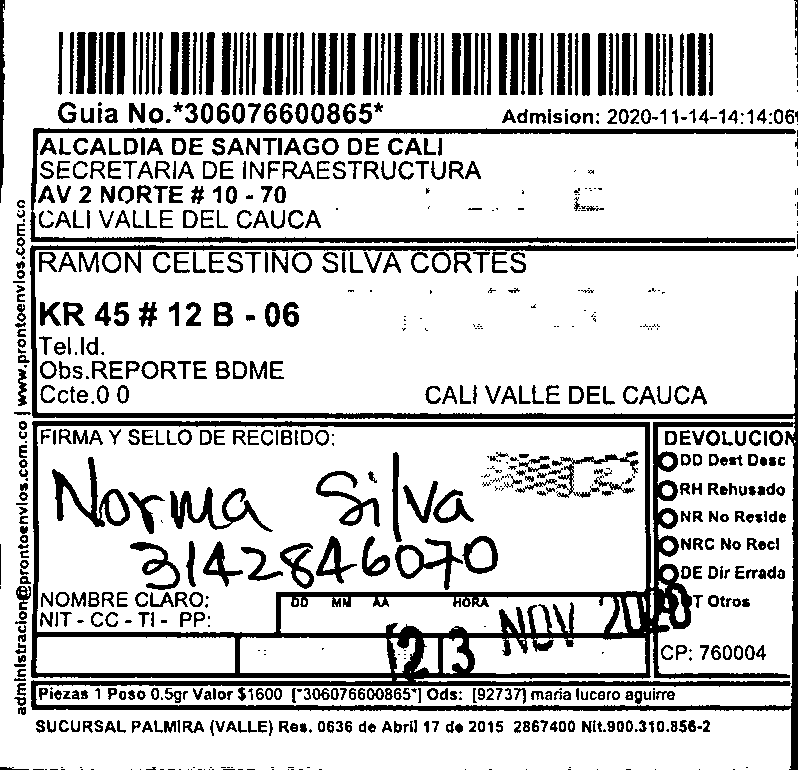 Guia No.*306076600865*
Admision: 2020-11-14-14:14:06
ALCALDIA DE SANTIAGO DE CALI
SECRETARIA DE INFRAESTRUCTURA
AV 2 NORTE # 10 - 70
CALI VALLE DEL CAUCA
RAMON CELESTINO SILVA CORTES
KR 45 # 12 B - 06
Tel.Id.
Obs.REPORTE BDME
Ccte.0 0
CALI VALLE DEL CAUCA
administracion@prontoenvios.com.co | www.prontoenvios.com.co
FIRMA Y SELLO DE RECIBIDO:
Norma Silva
3142846070
NOMBRE CLARO:
NIT - CC - TI - PP:
DD MM AA HORA
23 NOV 2020
DEVOLUCION
DD Dest Desc
RH Rehusado
NR No Reside
NRC No Recl
DE Dir Errada
OT Otros
CP: 760004
Piezas 1 Peso 0.5gr Valor $1600 [*306076600865*] Ods: [92737] maria lucero aguirre
SUCURSAL PALMIRA (VALLE) Res. 0636 de Abril 17 de 2015 2867400 Nit.900.310.856-2